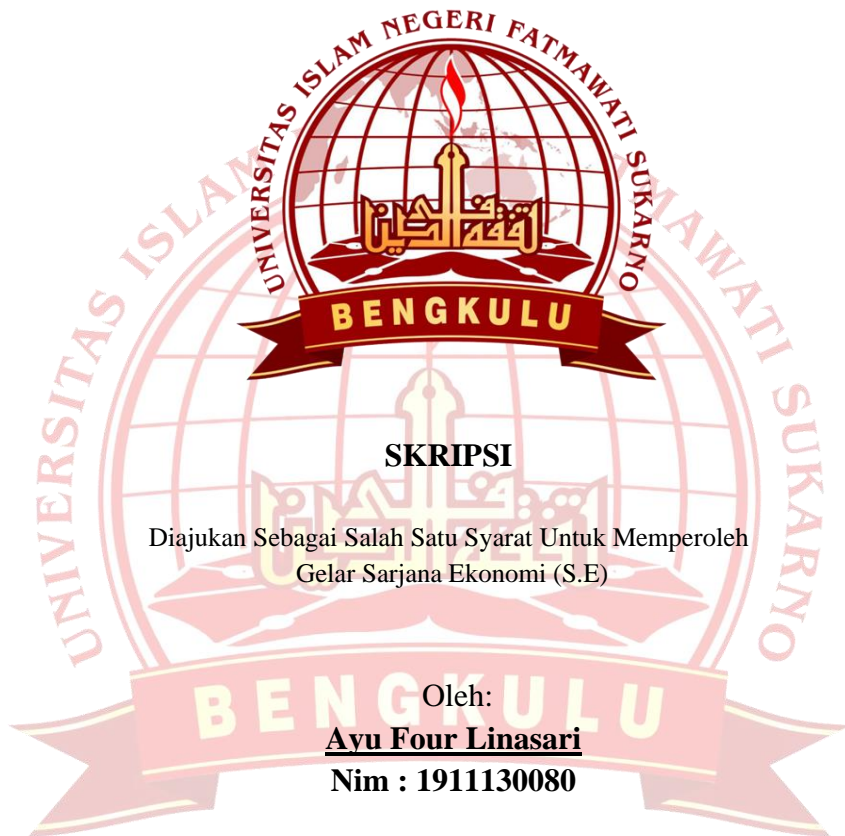 UNIVERSITAS ISLAM NEGERI FATMAWATI SUKARNO
BENGKULU
SKRIPSI
Diajukan Sebagai Salah Satu Syarat Untuk Memperoleh
Gelar Sarjana Ekonomi (S.E)
Oleh:
Ayu Four Linasari
Nim : 1911130080